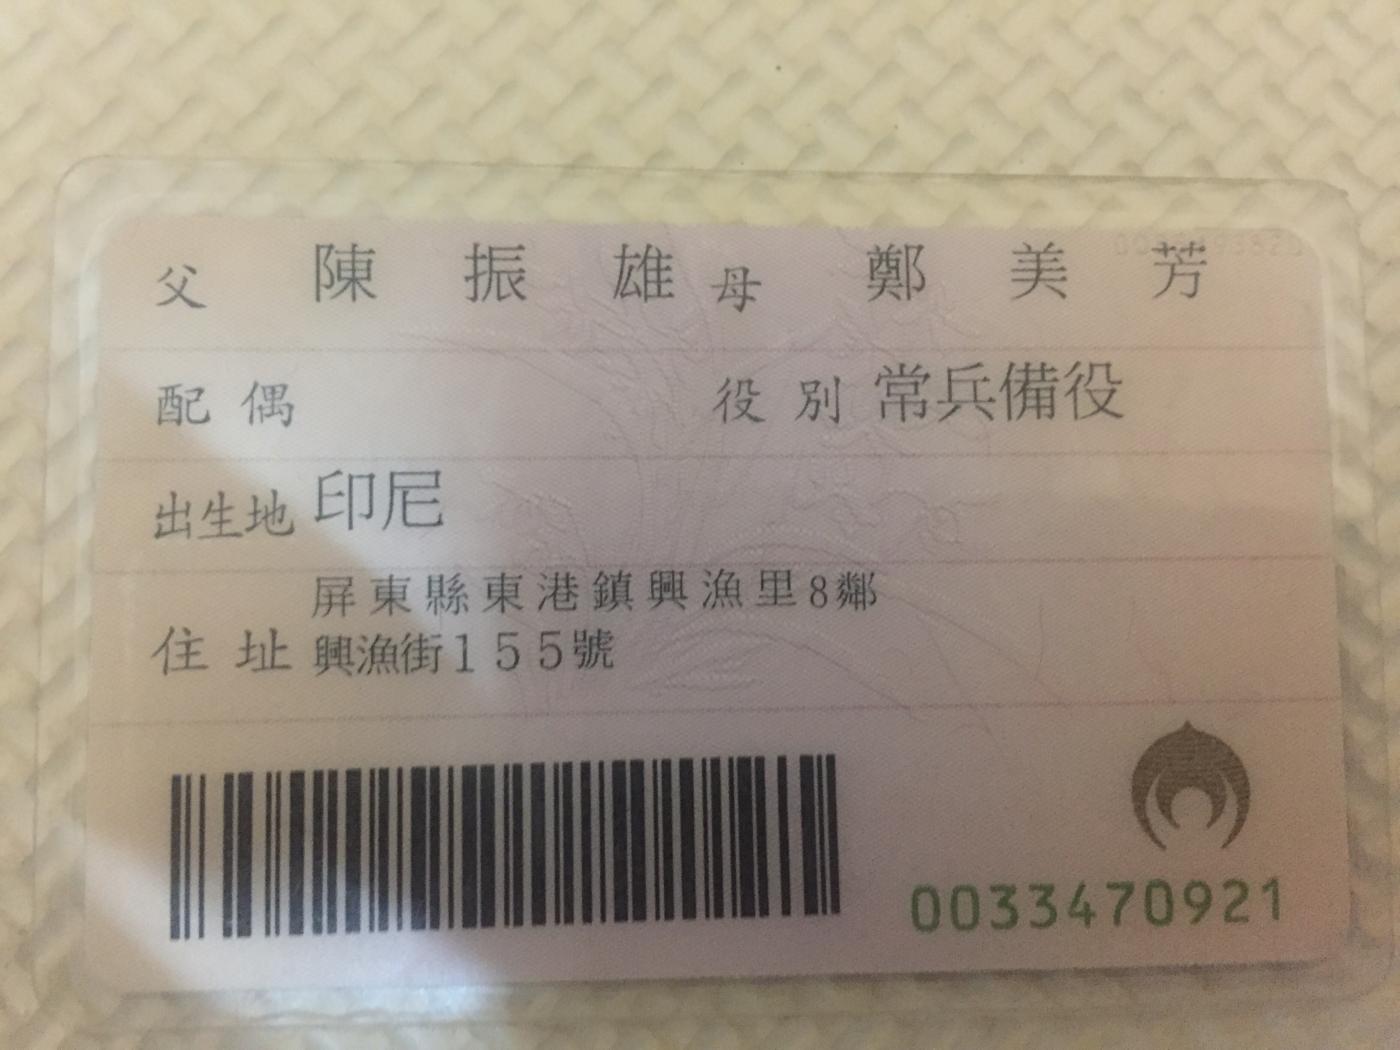 父 陳振雄 母 鄭美芳
配偶 役別 常兵備役
出生地 印尼
屏東縣東港鎮興漁里8鄰
住址 興漁街155號
0033470921